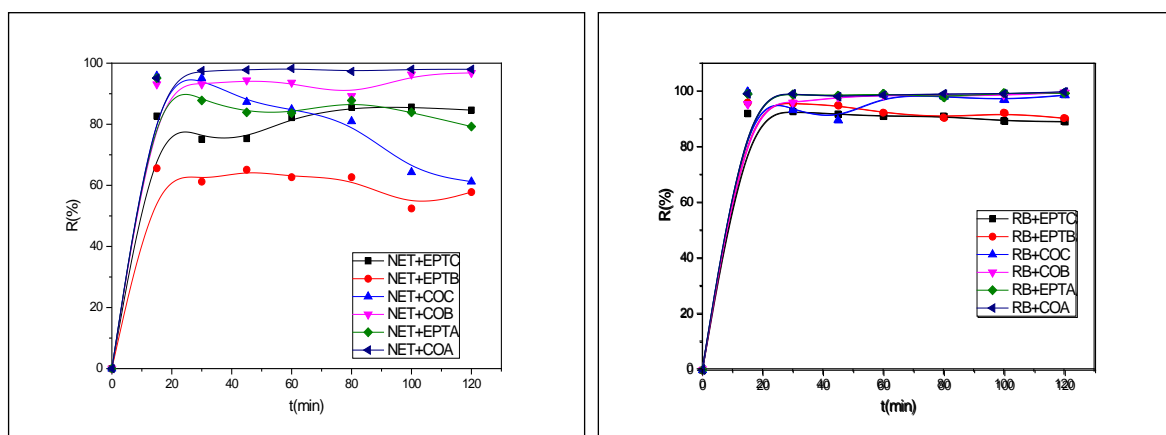 100
80
60
40
20
0
R(%)
0 20 40 60 80 100 120
t(min)
NET+EPTC
NET+EPTB
NET+COC
NET+COB
NET+EPTA
NET+COA
100
80
60
40
20
0
R(%)
0 20 40 60 80 100 120
t(min)
RB+EPTC
RB+EPTB
RB+COC
RB+COB
RB+EPTA
RB+COA